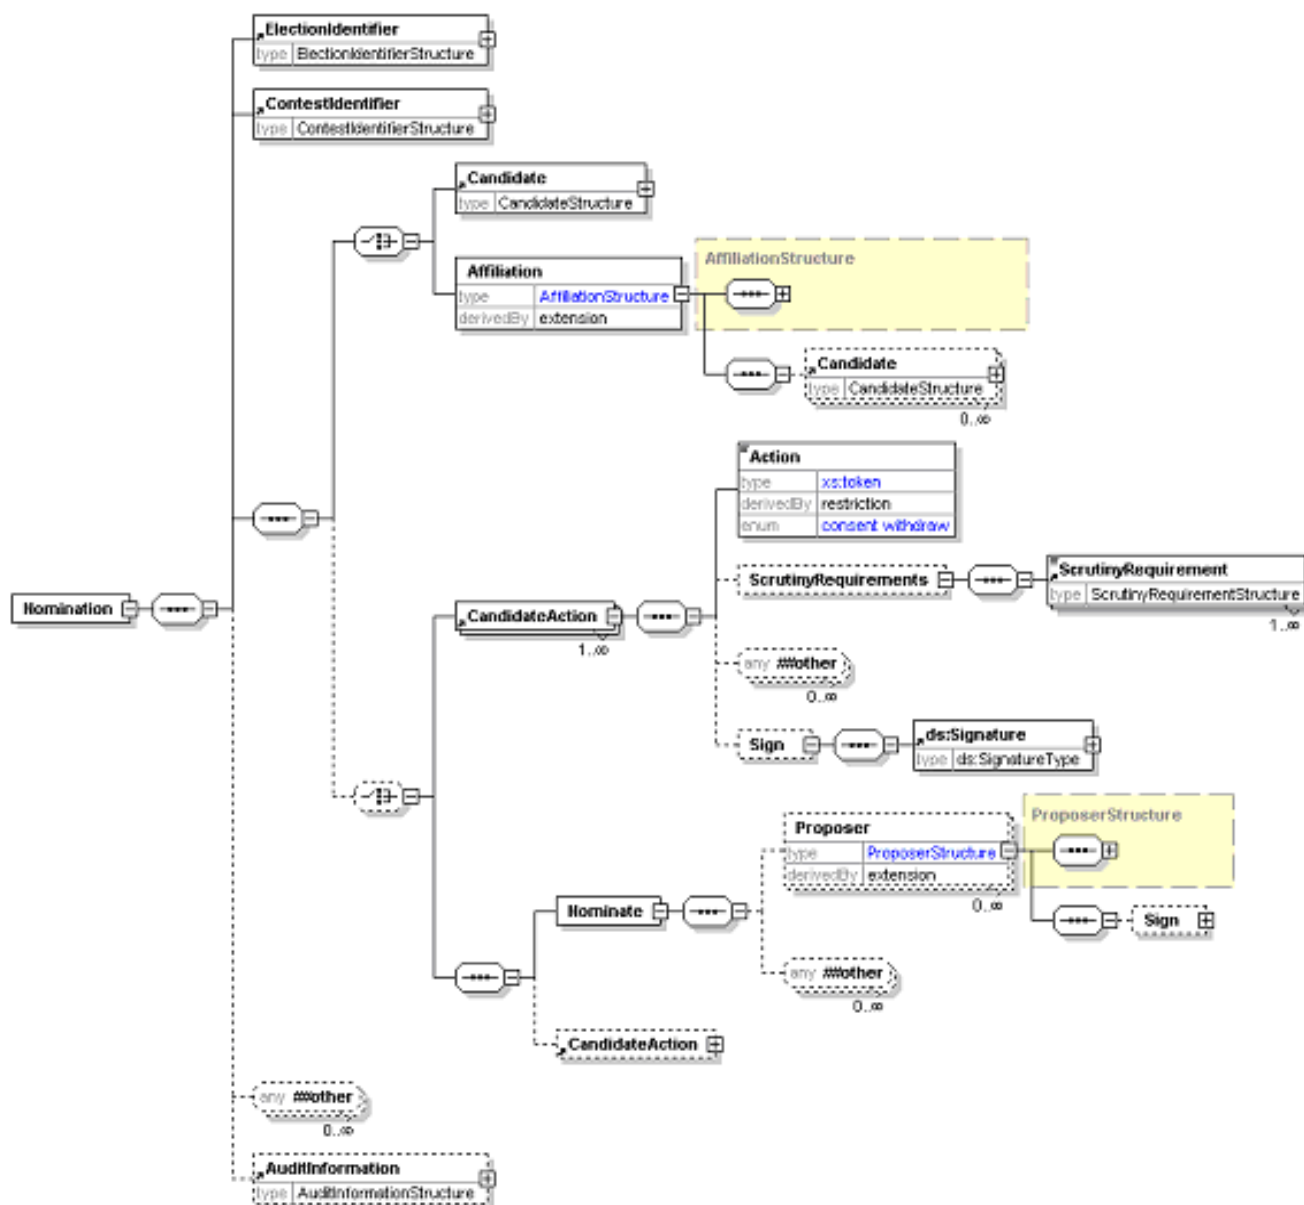 ElectionIdentifier
type ElectionIdentifierStructure
ContestIdentifier
type ContestIdentifierStructure
Candidate
type CandidateStructure
AffiliationStructure
Affiliation
type AffiliationStructure
derivedBy extension
Candidate
type CandidateStructure
0..∞
Action
type xs:token
derivedBy restriction
enum consent withdraw
ScrutinyRequirements
ScrutinyRequirement
type ScrutinyRequirementStructure
1..∞
Nomination
CandidateAction
1..∞
any ##other
0..∞
Sign
ds:Signature
type ds:SignatureType
ProposerStructure
Proposer
type ProposerStructure
derivedBy extension
0..∞
Nominate
Sign
any ##other
0..∞
CandidateAction
any ##other
0..∞
AuditInformation
type AuditInformationStructure